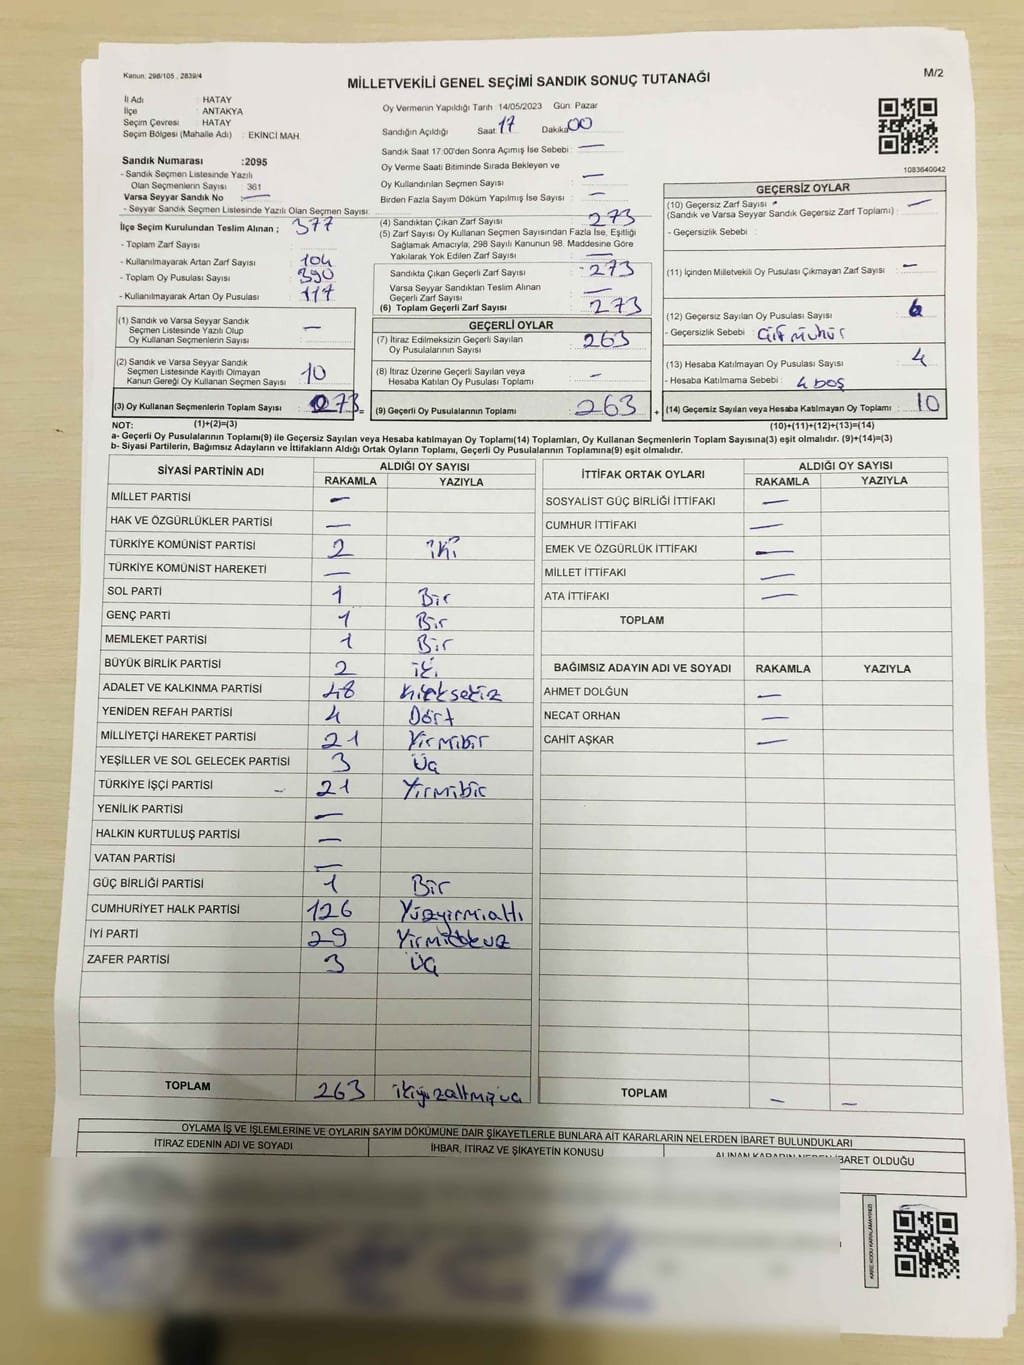 Kanun: 298/105 , 2839/4
MİLLETVEKİLİ GENEL SEÇİMİ SANDIK SONUÇ TUTANAĞI
M/2
İl Adı : HATAY
İlçe : ANTAKYA
Seçim Çevresi : HATAY
Seçim Bölgesi (Mahalle Adı) : EKİNCİ MAH.
Sandık Numarası :2095
- Sandık Seçmen Listesinde Yazılı
Olan Seçmenlerin Sayısı : 361
Varsa Seyyar Sandık No : —
- Seyyar Sandık Seçmen Listesinde Yazılı Olan Seçmen Sayısı:
İlçe Seçim Kurulundan Teslim Alınan ; 377
- Toplam Zarf Sayısı
- Kullanılmayarak Artan Zarf Sayısı : 104
- Toplam Oy Pusulası Sayısı : 390
- Kullanılmayarak Artan Oy Pusulası : 117
(1) Sandık ve Varsa Seyyar Sandık
Seçmen Listesinde Yazılı Olup
Oy Kullanan Seçmenlerin Sayısı : —
(2) Sandık ve Varsa Seyyar Sandık
Seçmen Listesinde Kayıtlı Olmayan
Kanun Gereği Oy Kullanan Seçmen Sayısı : 10
(3) Oy Kullanan Seçmenlerin Toplam Sayısı : 273 =
Oy Vermenin Yapıldığı Tarih :14/05/2023 Gün: Pazar
Sandığın Açıldığı Saat: 17 Dakika: 00
Sandık Saat 17:00'den Sonra Açımış İse Sebebi : —
Oy Verme Saati Bitiminde Sırada Bekleyen ve
Oy Kullandırılan Seçmen Sayısı : —
Birden Fazla Sayım Döküm Yapılmış İse Sayısı : —
(4) Sandıktan Çıkan Zarf Sayısı : 273
(5) Zarf Sayısı Oy Kullanan Seçmen Sayısından Fazla İse, Eşitliği
Sağlamak Amacıyla, 298 Sayılı Kanunun 98. Maddesine Göre
Yakılarak Yok Edilen Zarf Sayısı : —
Sandıkta Çıkan Geçerli Zarf Sayısı : 273
Varsa Seyyar Sandıktan Teslim Alınan
Geçerli Zarf Sayısı : —
(6) Toplam Geçerli Zarf Sayısı : 273
GEÇERLİ OYLAR
(7) İtiraz Edilmeksizin Geçerli Sayılan
Oy Pusulalarının Sayısı : 263
(8) İtiraz Üzerine Geçerli Sayılan veya
Hesaba Katılan Oy Pusulası Toplamı : —
(9) Geçerli Oy Pusulalarının Toplamı : 263 +
1083640042
GEÇERSİZ OYLAR
(10) Geçersiz Zarf Sayısı
(Sandık ve Varsa Seyyar Sandık Geçersiz Zarf Toplamı) : —
- Geçersizlik Sebebi :
(11) İçinden Milletvekili Oy Pusulası Çıkmayan Zarf Sayısı : —
(12) Geçersiz Sayılan Oy Pusulası Sayısı : 6
- Geçersizlik Sebebi : Çift mühür
(13) Hesaba Katılmayan Oy Pusulası Sayısı : 4
- Hesaba Katılmama Sebebi : 4 boş
(14) Geçersiz Sayılan veya Hesaba Katılmayan Oy Toplamı : 10
NOT: (1)+(2)=(3) (10)+(11)+(12)+(13)=(14)
a- Geçerli Oy Pusulalarının Toplamı(9) ile Geçersiz Sayılan veya Hesaba katılmayan Oy Toplamı(14) Toplamları, Oy Kullanan Seçmenlerin Toplam Sayısına(3) eşit olmalıdır. (9)+(14)=(3)
b- Siyasi Partilerin, Bağımsız Adayların ve İttifakların Aldığı Ortak Oyların Toplamı, Geçerli Oy Pusulalarının Toplamına(9) eşit olmalıdır.
SİYASİ PARTİNİN ADI ALDIĞI OY SAYISI
RAKAMLA YAZIYLA
MİLLET PARTİSİ —
HAK VE ÖZGÜRLÜKLER PARTİSİ —
TÜRKİYE KOMÜNİST PARTİSİ 2 iki
TÜRKİYE KOMÜNİST HAREKETİ —
SOL PARTİ 1 Bir
GENÇ PARTİ 1 Bir
MEMLEKET PARTİSİ 1 Bir
BÜYÜK BİRLİK PARTİSİ 2 iki
ADALET VE KALKINMA PARTİSİ 48 Kırksekiz
YENİDEN REFAH PARTİSİ 4 Dört
MİLLİYETÇİ HAREKET PARTİSİ 21 Yirmibir
YEŞİLLER VE SOL GELECEK PARTİSİ 3 Üç
TÜRKİYE İŞÇİ PARTİSİ 21 Yirmibir
YENİLİK PARTİSİ —
HALKIN KURTULUŞ PARTİSİ —
VATAN PARTİSİ —
GÜÇ BİRLİĞİ PARTİSİ 1 Bir
CUMHURİYET HALK PARTİSİ 126 Yüzyirmialtı
İYİ PARTİ 29 Yirmidokuz
ZAFER PARTİSİ 3 Üç
TOPLAM 263 ikiyüzaltmışüç
İTTİFAK ORTAK OYLARI ALDIĞI OY SAYISI
RAKAMLA YAZIYLA
SOSYALİST GÜÇ BİRLİĞİ İTTİFAKI —
CUMHUR İTTİFAKI —
EMEK VE ÖZGÜRLÜK İTTİFAKI —
MİLLET İTTİFAKI —
ATA İTTİFAKI —
TOPLAM
BAĞIMSIZ ADAYIN ADI VE SOYADI RAKAMLA YAZIYLA
AHMET DOLĞUN —
NECAT ORHAN —
CAHİT AŞKAR —
TOPLAM — —
OYLAMA İŞ VE İŞLEMLERİNE VE OYLARIN SAYIM DÖKÜMÜNE DAİR ŞİKAYETLERLE BUNLARA AİT KARARLARIN NELERDEN İBARET BULUNDUKLARI
İTİRAZ EDENİN ADI VE SOYADI İHBAR, İTİRAZ VE ŞİKAYETİN KONUSU ALINAN KARARIN NEDEN İBARET OLDUĞU
KARE KODU KARALAMAYINIZ!